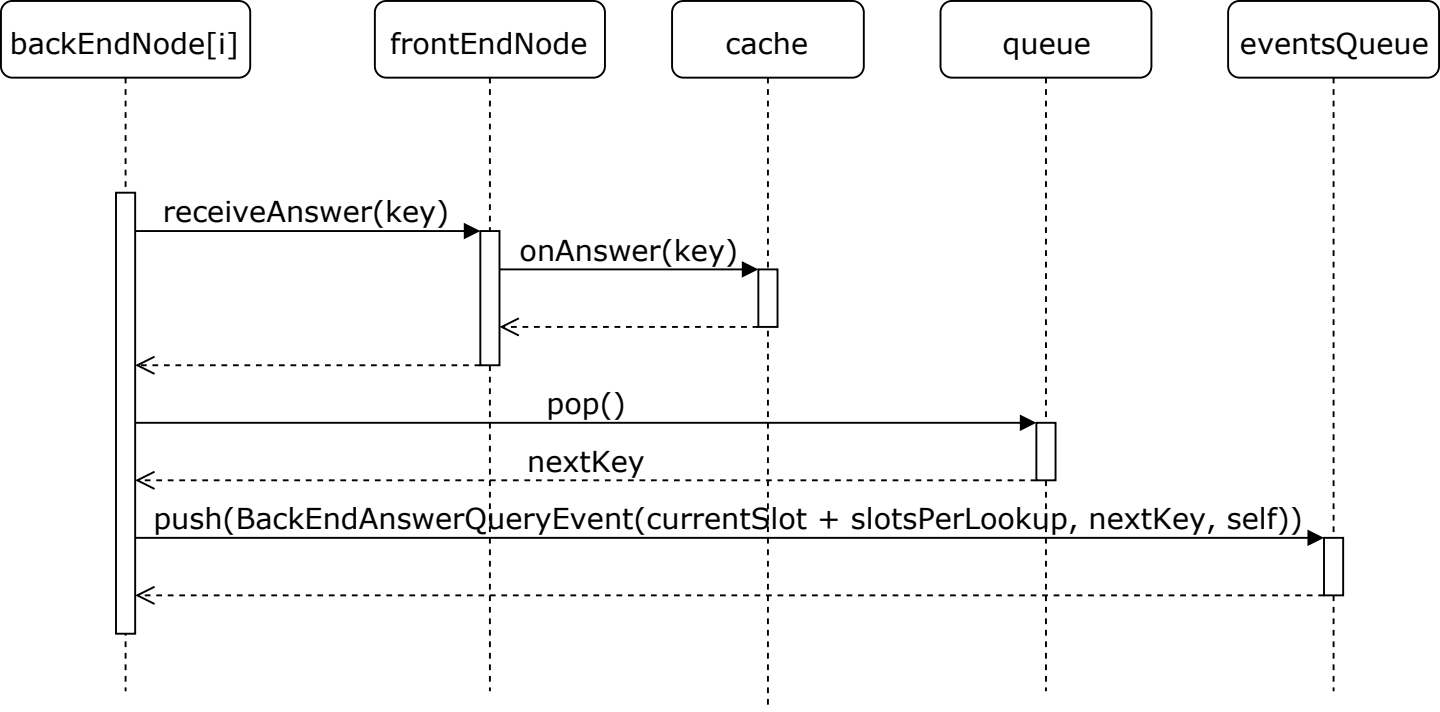 backEndNode[i]
frontEndNode
cache
queue
eventsQueue
receiveAnswer(key)
onAnswer(key)
pop()
nextKey
push(BackEndAnswerQueryEvent(currentSlot + slotsPerLookup, nextKey, self))